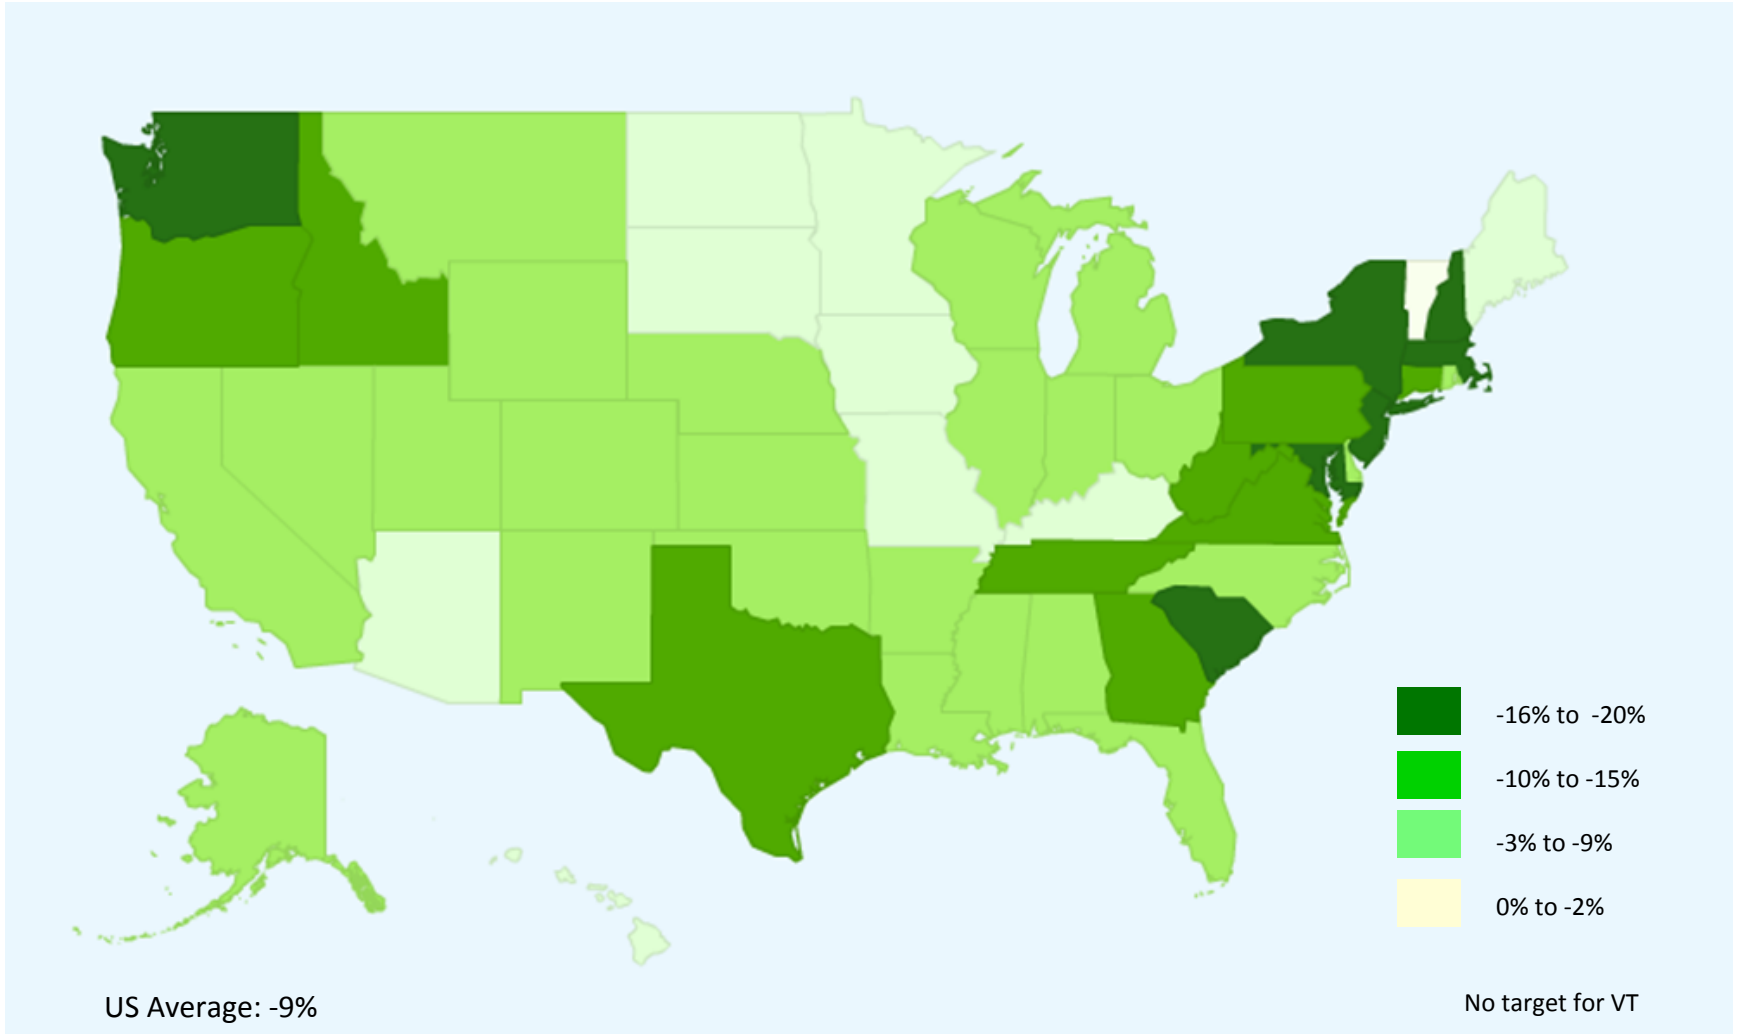 -16% to -20%
-10% to -15%
-3% to -9%
0% to -2%
US Average: -9%
No target for VT